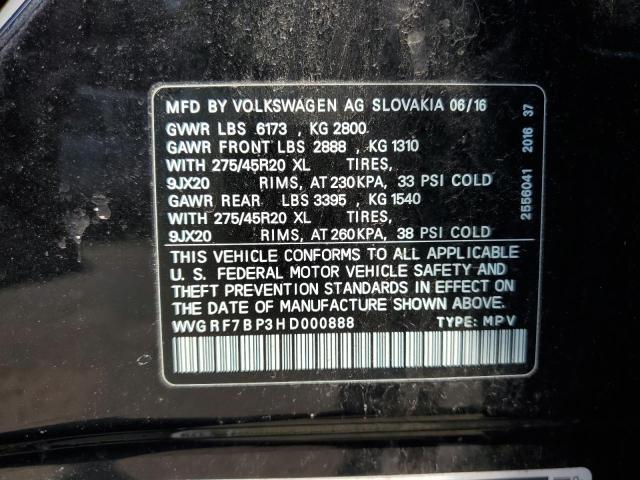 MFD BY VOLKSWAGEN AG SLOVAKIA 06/16
GVWR LBS 6173 , KG 2800
GAWR FRONT LBS 2888 , KG 1310
WITH 275/45R20 XL TIRES,
9JX20 RIMS, AT 230KPA, 33 PSI COLD
GAWR REAR LBS 3395 , KG 1540
WITH 275/45R20 XL TIRES,
9JX20 RIMS, AT 260KPA, 38 PSI COLD
THIS VEHICLE CONFORMS TO ALL APPLICABLE
U. S. FEDERAL MOTOR VEHICLE SAFETY AND
THEFT PREVENTION STANDARDS IN EFFECT ON
THE DATE OF MANUFACTURE SHOWN ABOVE.
WVGRF7BP3HD000888 TYPE: MPV
2556041 2016 37